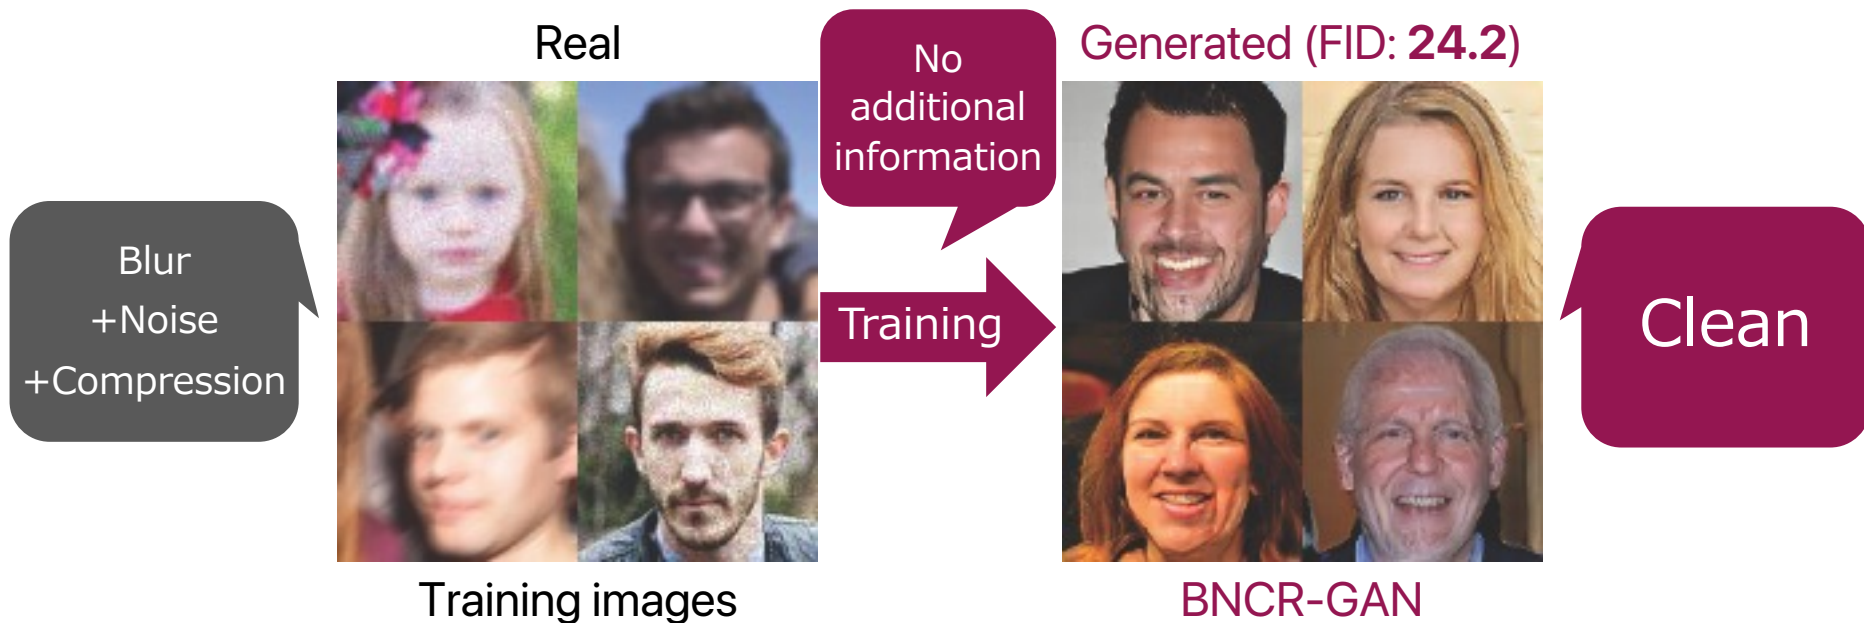 Real
No
additional
information
Generated (FID: 24.2)
Blur
+Noise
+Compression
Training
Clean
Training images
BNCR-GAN